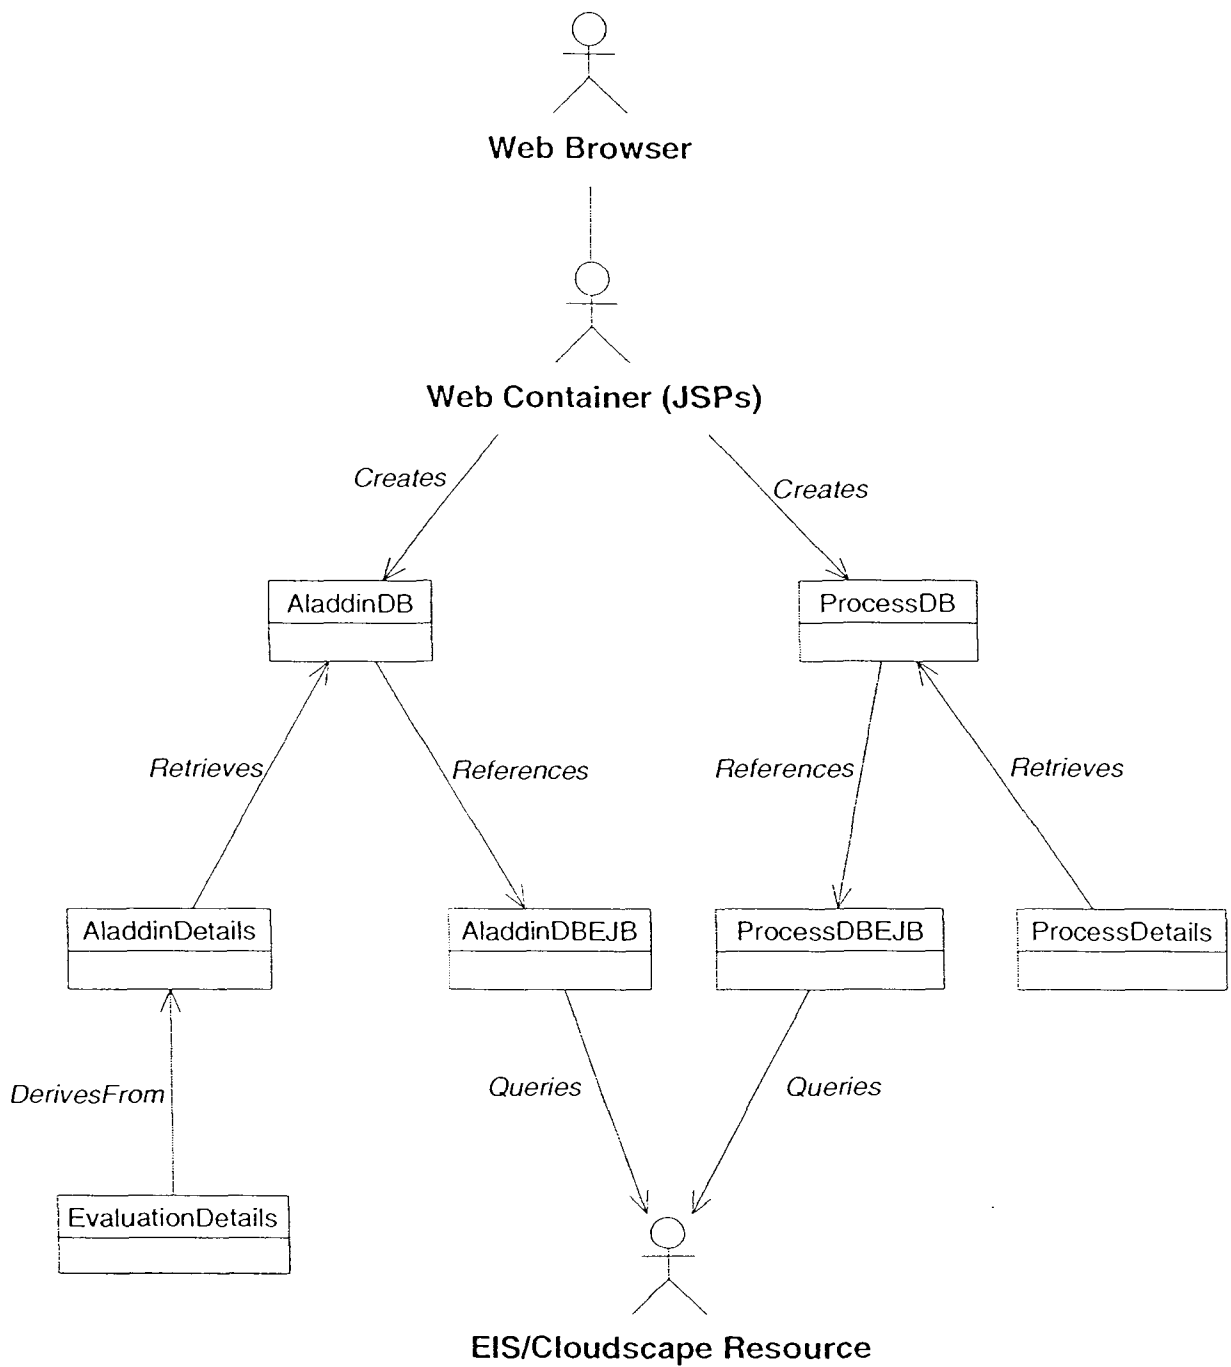 Web Browser
Web Container (JSPs)
Creates
Creates
AladdinDB
ProcessDB
Retrieves
References
References
Retrieves
AladdinDetails
AladdinDBEJB
ProcessDBEJB
ProcessDetails
DerivesFrom
Queries
Queries
EvaluationDetails
EIS/Cloudscape Resource